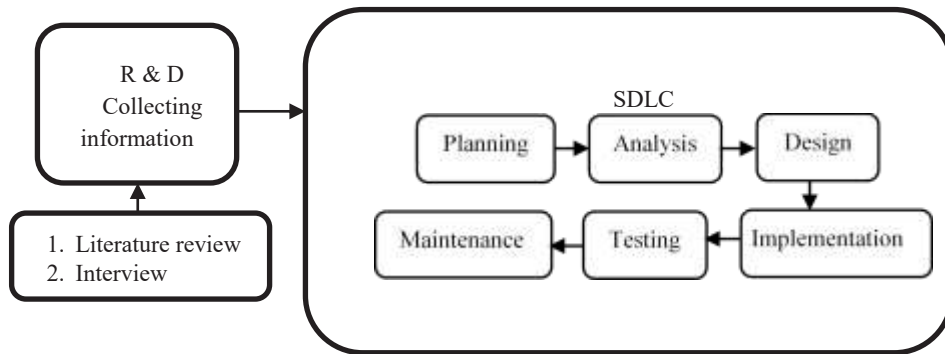 R & D
Collecting
information
1. Literature review
2. Interview
SDLC
Planning
Analysis
Design
Maintenance
Testing
Implementation